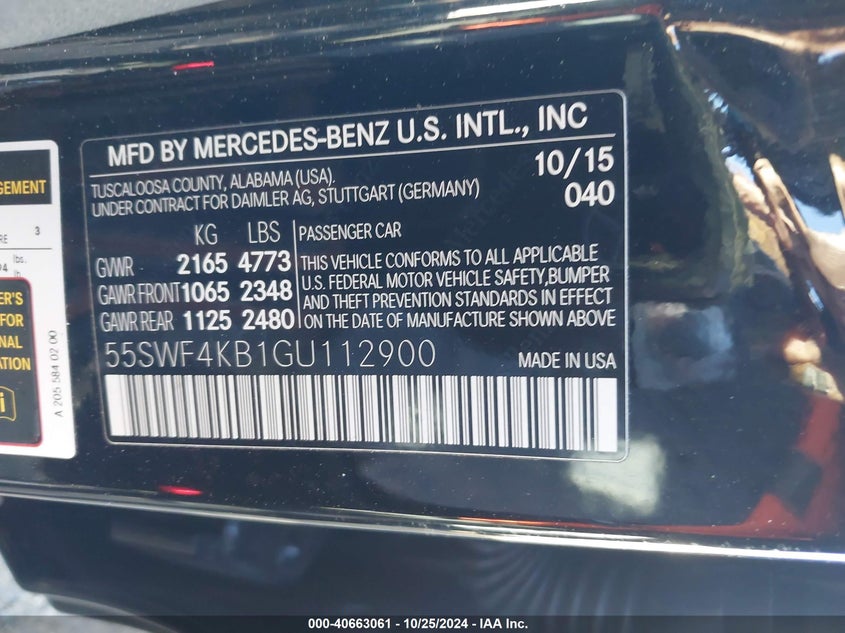 MFD BY MERCEDES-BENZ U.S. INTL., INC
TUSCALOOSA COUNTY, ALABAMA (USA). 10/15
UNDER CONTRACT FOR DAIMLER AG, STUTTGART (GERMANY) 040
KG LBS PASSENGER CAR
GVWR 2165 4773 THIS VEHICLE CONFORMS TO ALL APPLICABLE
U.S. FEDERAL MOTOR VEHICLE SAFETY,BUMPER
GAWR FRONT 1065 2348 AND THEFT PREVENTION STANDARDS IN EFFECT
GAWR REAR 1125 2480 ON THE DATE OF MANUFACTURE SHOWN ABOVE
55SWF4KB1GU112900 MADE IN USA
3
lbs.
FOR
A 205 584 02 00
000-40663061 - 10/25/2024 - IAA Inc.